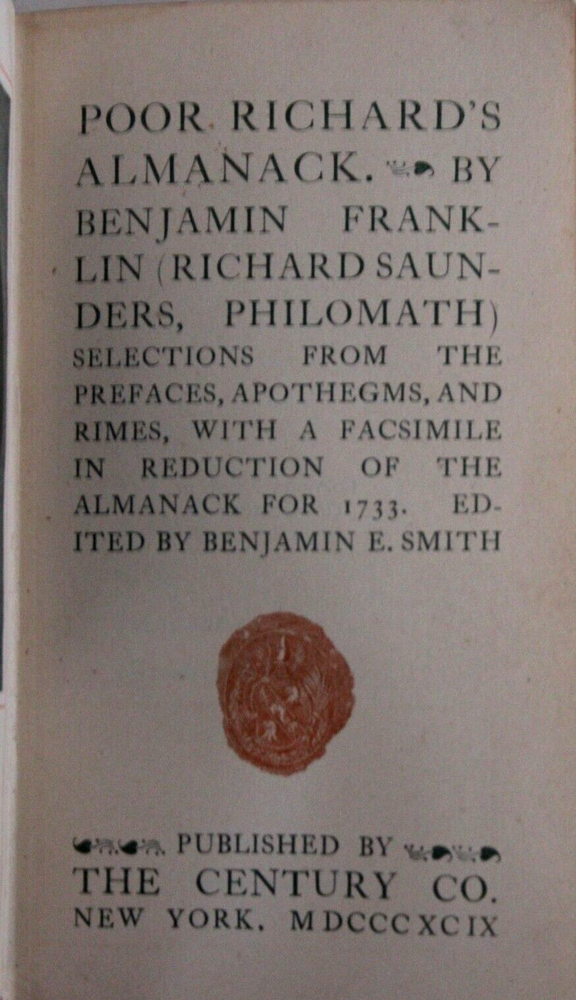 POOR RICHARD'S
ALMANACK. BY
BENJAMIN FRANK-
LIN (RICHARD SAUN-
DERS, PHILOMATH)
SELECTIONS FROM THE
PREFACES, APOTHEGMS, AND
RIMES, WITH A FACSIMILE
IN REDUCTION OF THE
ALMANACK FOR 1733. ED-
ITED BY BENJAMIN E. SMITH
PUBLISHED BY
THE CENTURY CO.
NEW YORK. MDCCCXCIX